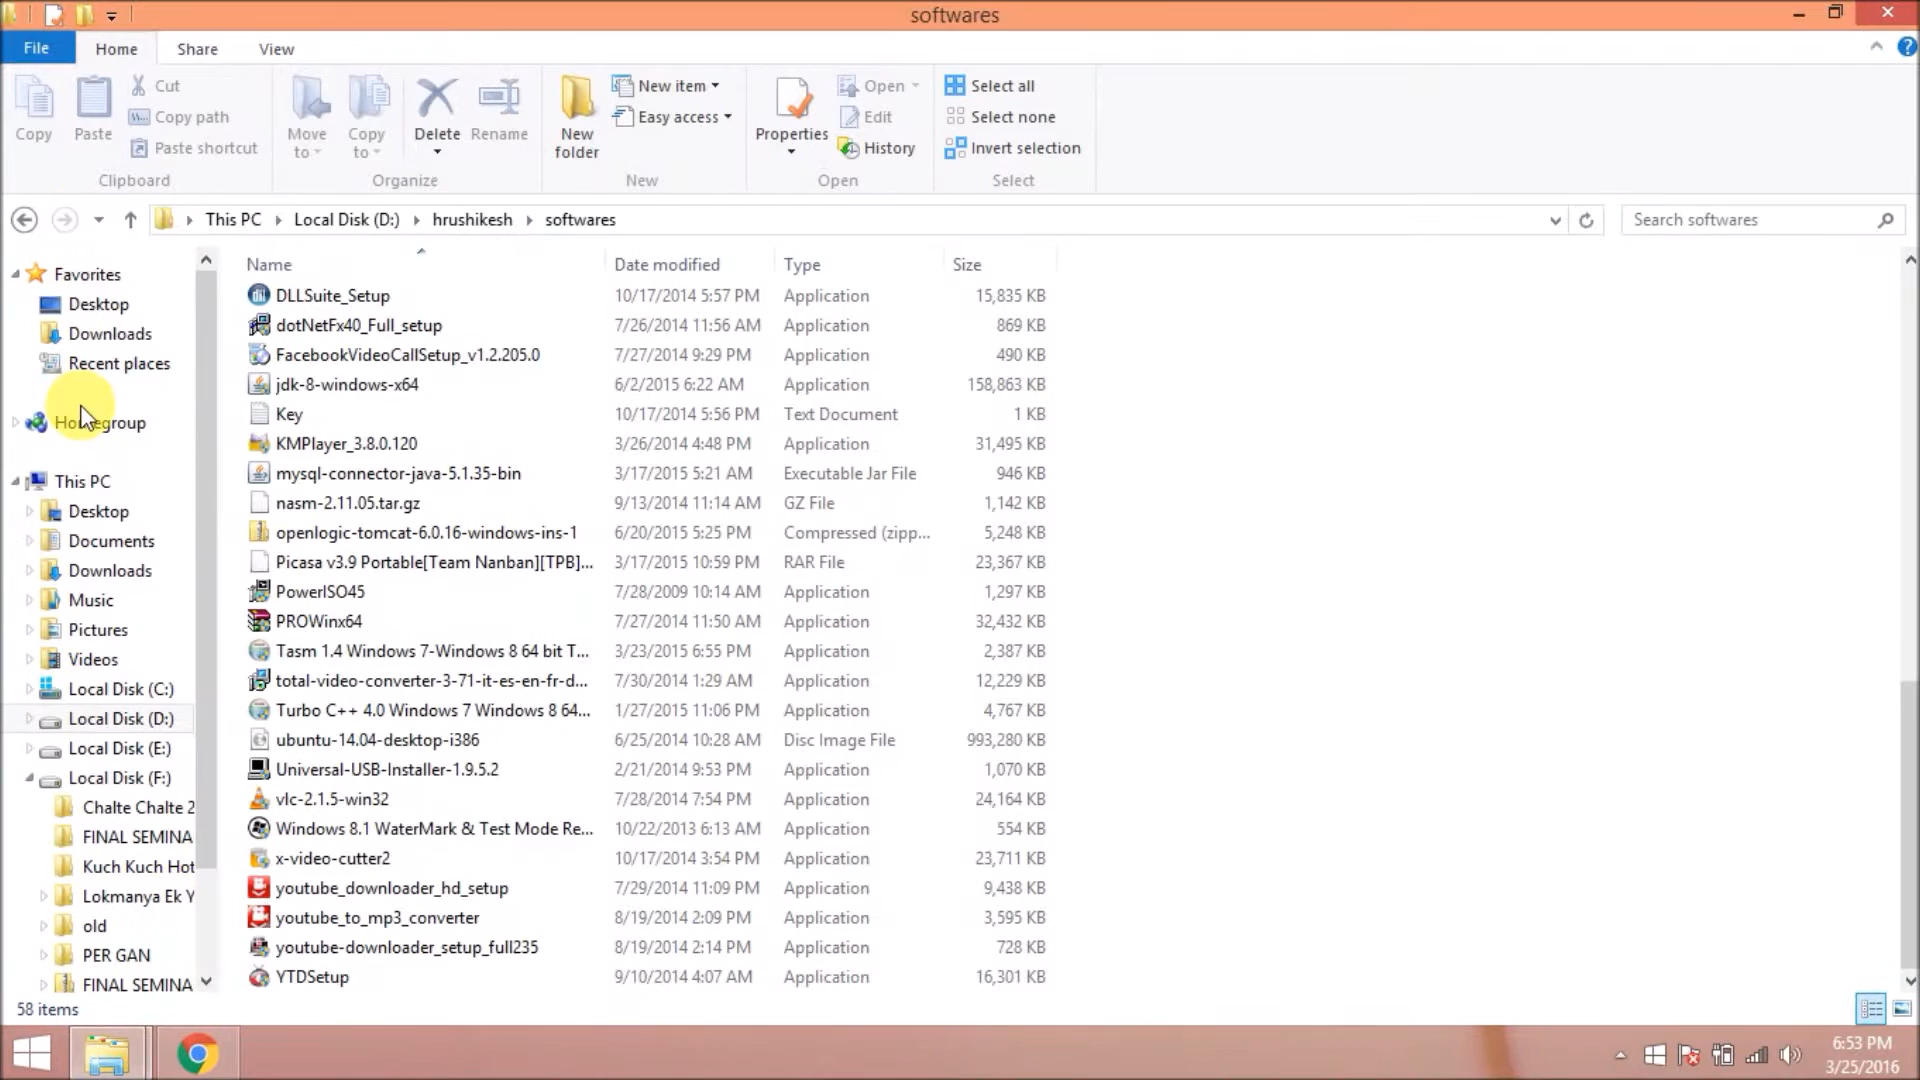 softwares
File Home Share View
Copy
Paste
Cut
Copy path
Paste shortcut
Clipboard
Move to
Copy to
Delete
Rename
Organize
New folder
New item
Easy access
New
Properties
Open
Edit
History
Open
Select all
Select none
Invert selection
Select
This PC Local Disk (D:) hrushikesh softwares
Search softwares
Favorites
Desktop
Downloads
Recent places
Homegroup
This PC
Desktop
Documents
Downloads
Music
Pictures
Videos
Local Disk (C:)
Local Disk (D:)
Local Disk (E:)
Local Disk (F:)
Chalte Chalte 2
FINAL SEMINA
Kuch Kuch Hot
Lokmanya Ek Y
old
PER GAN
FINAL SEMINA
Name Date modified Type Size
DLLSuite_Setup 10/17/2014 5:57 PM Application 15,835 KB
dotNetFx40_Full_setup 7/26/2014 11:56 AM Application 869 KB
FacebookVideoCallSetup_v1.2.205.0 7/27/2014 9:29 PM Application 490 KB
jdk-8-windows-x64 6/2/2015 6:22 AM Application 158,863 KB
Key 10/17/2014 5:56 PM Text Document 1 KB
KMPlayer_3.8.0.120 3/26/2014 4:48 PM Application 31,495 KB
mysql-connector-java-5.1.35-bin 3/17/2015 5:21 AM Executable Jar File 946 KB
nasm-2.11.05.tar.gz 9/13/2014 11:14 AM GZ File 1,142 KB
openlogic-tomcat-6.0.16-windows-ins-1 6/20/2015 5:25 PM Compressed (zipp... 5,248 KB
Picasa v3.9 Portable[Team Nanban][TPB]... 3/17/2015 10:59 PM RAR File 23,367 KB
PowerISO45 7/28/2009 10:14 AM Application 1,297 KB
PROWinx64 7/27/2014 11:50 AM Application 32,432 KB
Tasm 1.4 Windows 7-Windows 8 64 bit T... 3/23/2015 6:55 PM Application 2,387 KB
total-video-converter-3-71-it-es-en-fr-d... 7/30/2014 1:29 AM Application 12,229 KB
Turbo C++ 4.0 Windows 7 Windows 8 64... 1/27/2015 11:06 PM Application 4,767 KB
ubuntu-14.04-desktop-i386 6/25/2014 10:28 AM Disc Image File 993,280 KB
Universal-USB-Installer-1.9.5.2 2/21/2014 9:53 PM Application 1,070 KB
vlc-2.1.5-win32 7/28/2014 7:54 PM Application 24,164 KB
Windows 8.1 WaterMark & Test Mode Re... 10/22/2013 6:13 AM Application 554 KB
x-video-cutter2 10/17/2014 3:54 PM Application 23,711 KB
youtube_downloader_hd_setup 7/29/2014 11:09 PM Application 9,438 KB
youtube_to_mp3_converter 8/19/2014 2:09 PM Application 3,595 KB
youtube-downloader_setup_full235 8/19/2014 2:14 PM Application 728 KB
YTDSetup 9/10/2014 4:07 AM Application 16,301 KB
58 items
6:53 PM
3/25/2016